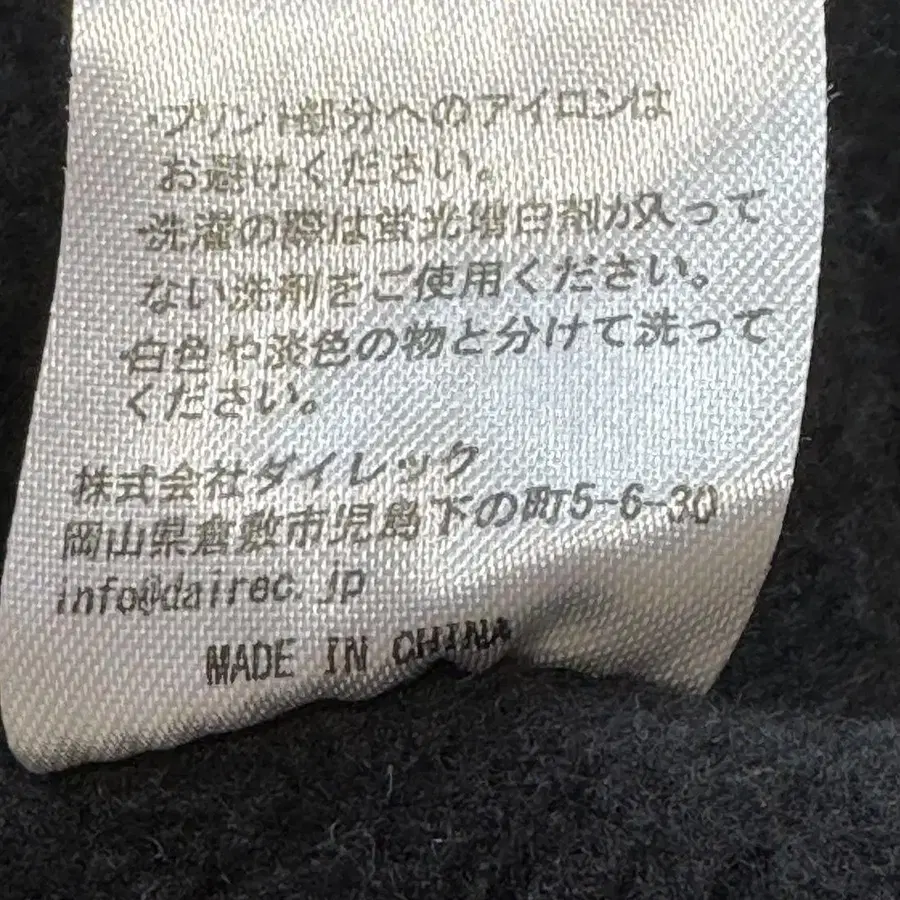 ・プリント部分へのアイロンは
お避けください。
・洗濯の際は蛍光増白剤が入って
ない洗剤をご使用ください。
・白色や淡色の物と分けて洗って
ください。
株式会社ダイレック
岡山県倉敷市児島下の町5-6-30
info@dairec.jp
MADE IN CHINA